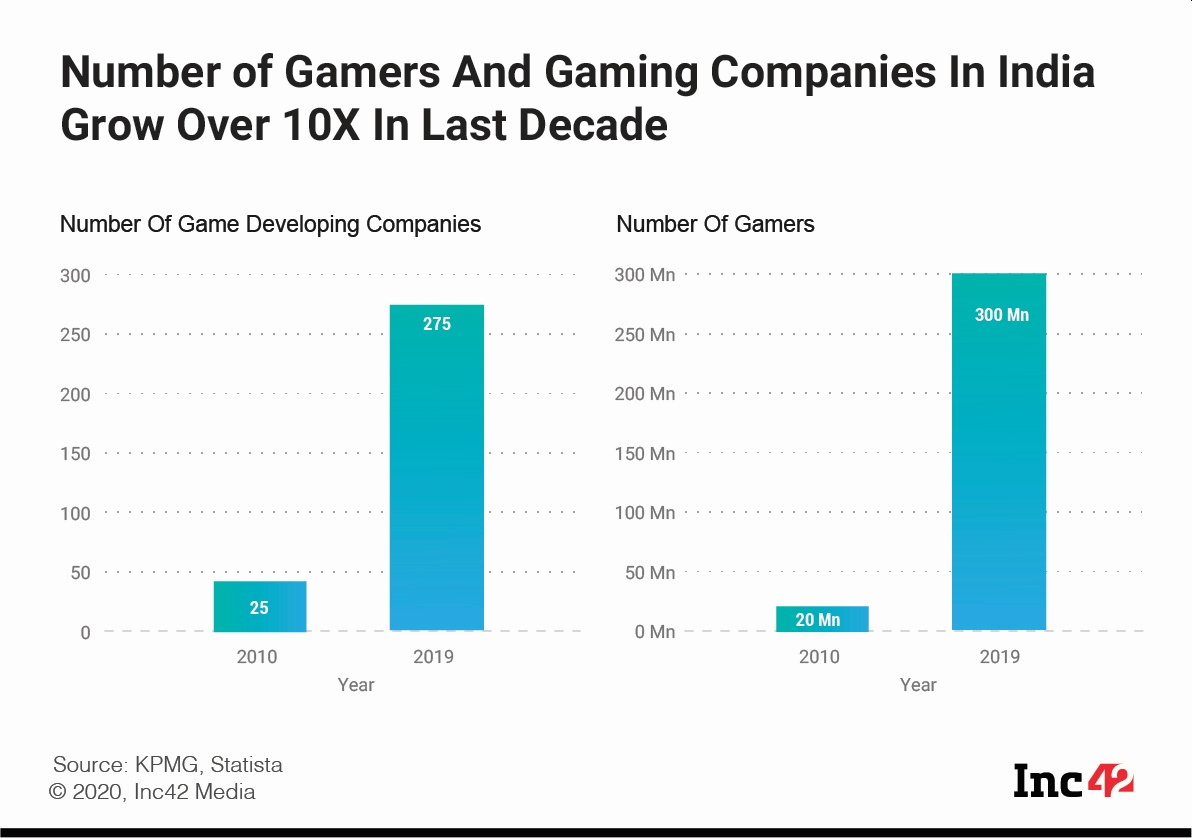 Number of Gamers And Gaming Companies In India
Grow Over 10X In Last Decade
Number Of Game Developing Companies
300
250
200
150
100
50
0
275
25
2010
2019
Year
Number Of Gamers
300 Mn
250 Mn
200 Mn
150 Mn
100 Mn
50 Mn
0 Mn
300 Mn
20 Mn
2010
2019
Year
Source: KPMG, Statista
© 2020, Inc42 Media
Inc42